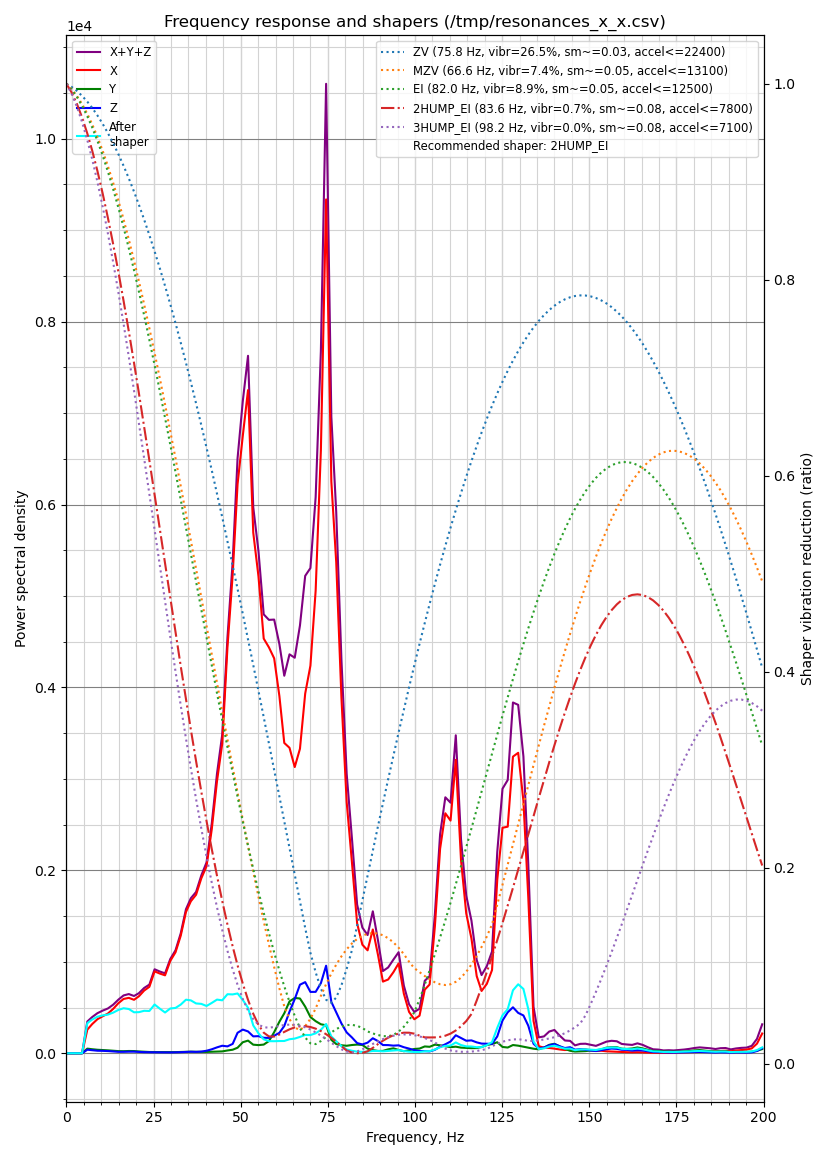 Frequency response and shapers (/tmp/resonances_x_x.csv)
1e4
X+Y+Z
X
Y
Z
After
shaper
ZV (75.8 Hz, vibr=26.5%, sm~=0.03, accel<=22400)
MZV (66.6 Hz, vibr=7.4%, sm~=0.05, accel<=13100)
EI (82.0 Hz, vibr=8.9%, sm~=0.05, accel<=12500)
2HUMP_EI (83.6 Hz, vibr=0.7%, sm~=0.08, accel<=7800)
3HUMP_EI (98.2 Hz, vibr=0.0%, sm~=0.08, accel<=7100)
Recommended shaper: 2HUMP_EI
Power spectral density
1.0
0.8
0.6
0.4
0.2
0.0
1.0
0.8
0.6
0.4
0.2
0.0
Shaper vibration reduction (ratio)
0 25 50 75 100 125 150 175 200
Frequency, Hz